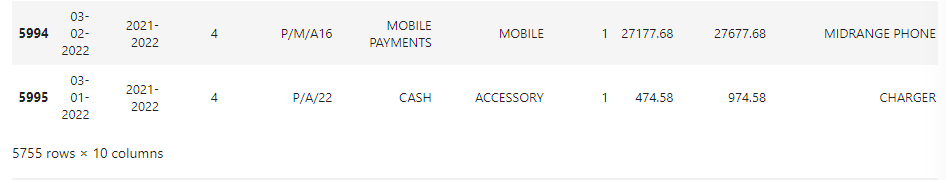 5994 03-02-2022 2021-2022 4 P/M/A16 MOBILE PAYMENTS MOBILE 1 27177.68 27677.68 MIDRANGE PHONE
5995 03-01-2022 2021-2022 4 P/A/22 CASH ACCESSORY 1 474.58 974.58 CHARGER
5755 rows × 10 columns